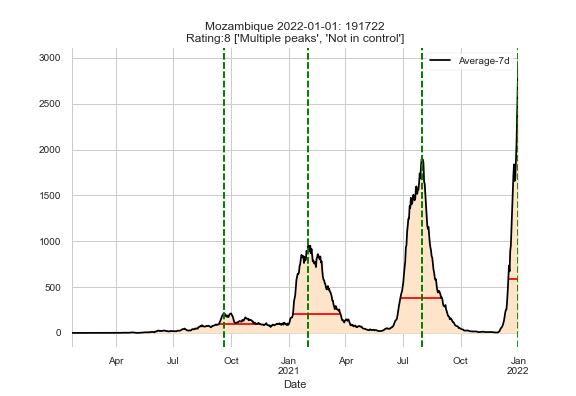 Mozambique 2022-01-01: 191722
Rating:8 ['Multiple peaks', 'Not in control']
Average-7d
3000
2500
2000
1500
1000
500
0
Apr
Jul
Oct
Jan
2021
Apr
Jul
Oct
Jan
2022
Date